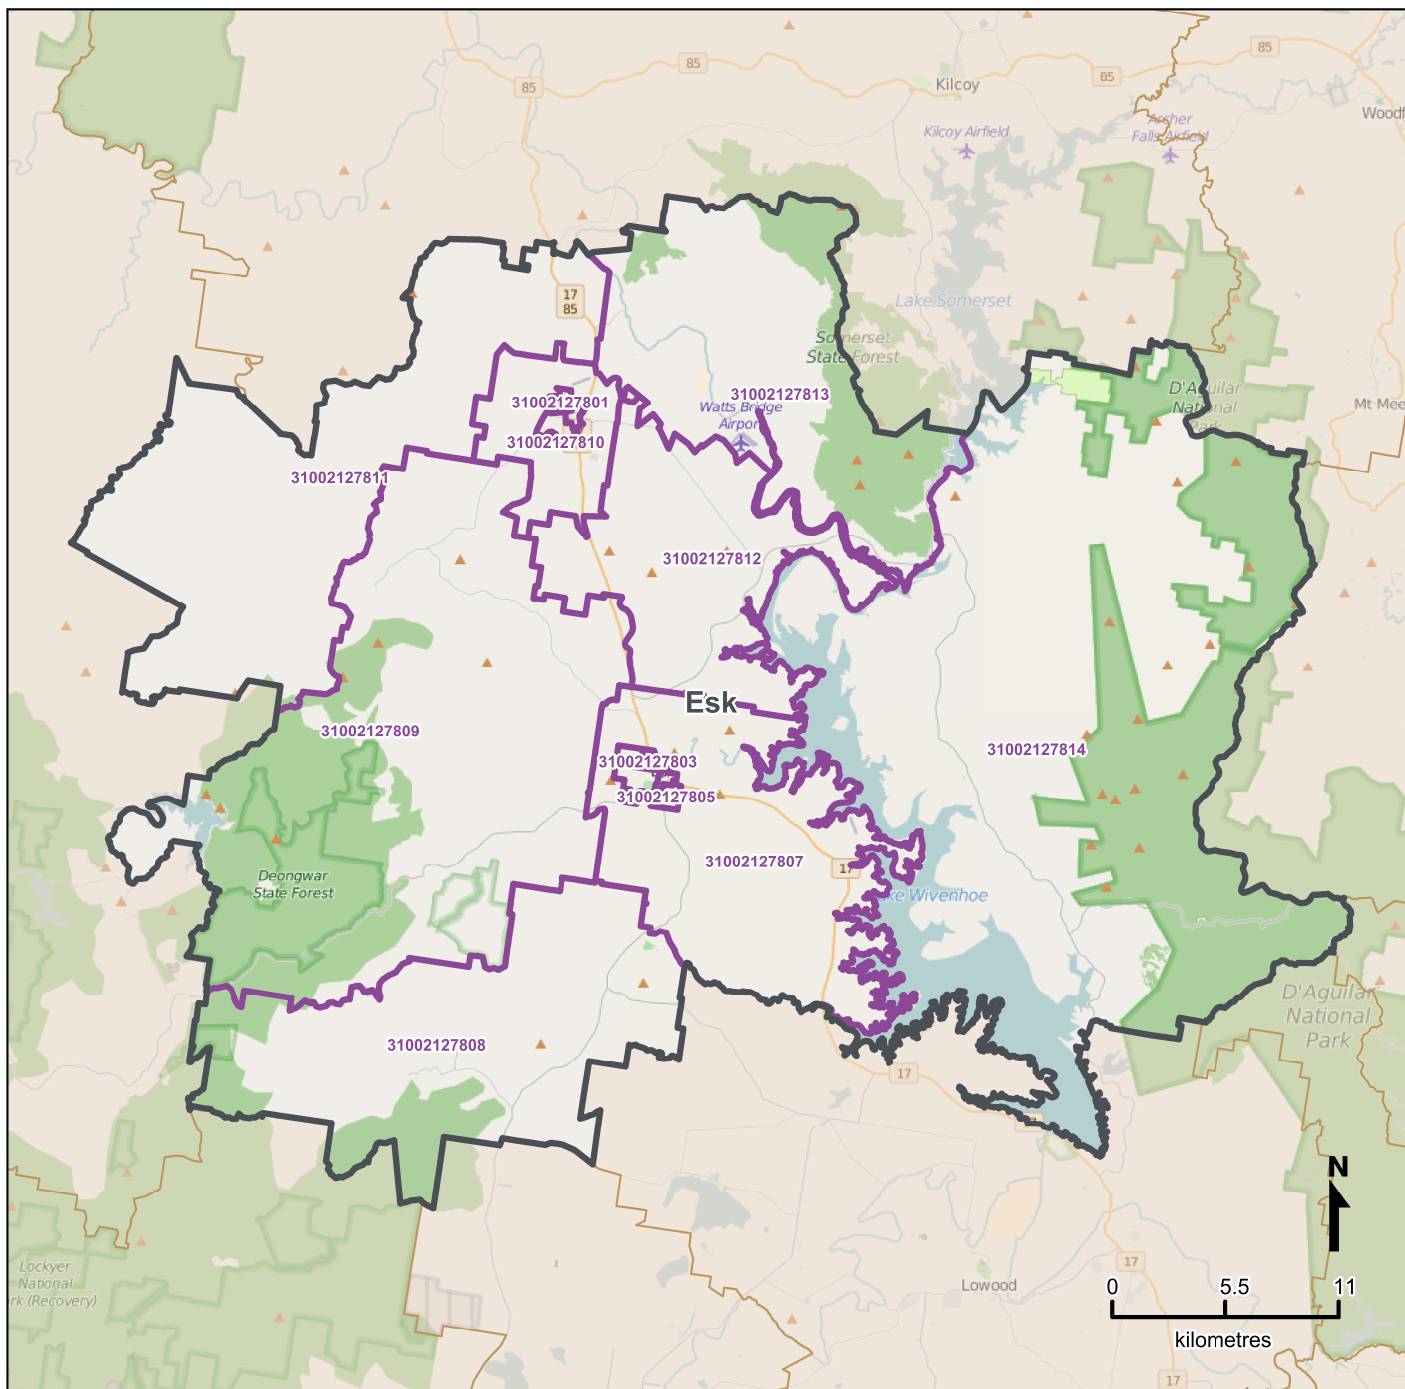 85
85
85
85
Kilcoy
Archer
Falls Airfield
Kilcoy Airfield
Woodf
17
85
Lake Somerset
Somerset
State Forest
D'Aguilar
National
Park
Mt Mee
31002127813
31002127801
Watts Bridge
Airport
31002127810
31002127811
31002127812
Esk
31002127809
31002127814
31002127803
31002127805
31002127807
17
Deongwar
State Forest
ke Wivenhoe
D'Aguilar
National
Park
31002127808
17
N
Lockyer
National
rk (Recovery)
17
Lowood
0
5.5
11
kilometres
17